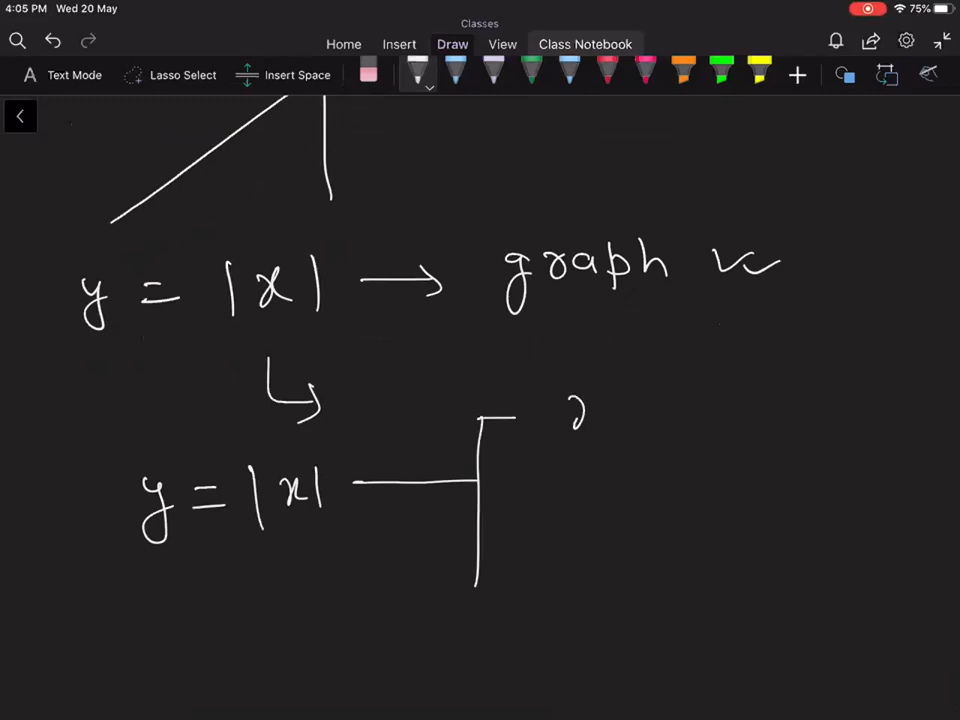 4:05 PM Wed 20 May 75%
Classes
Home Insert Draw View Class Notebook
A Text Mode Lasso Select Insert Space
y = |x| → graph
y = |x|